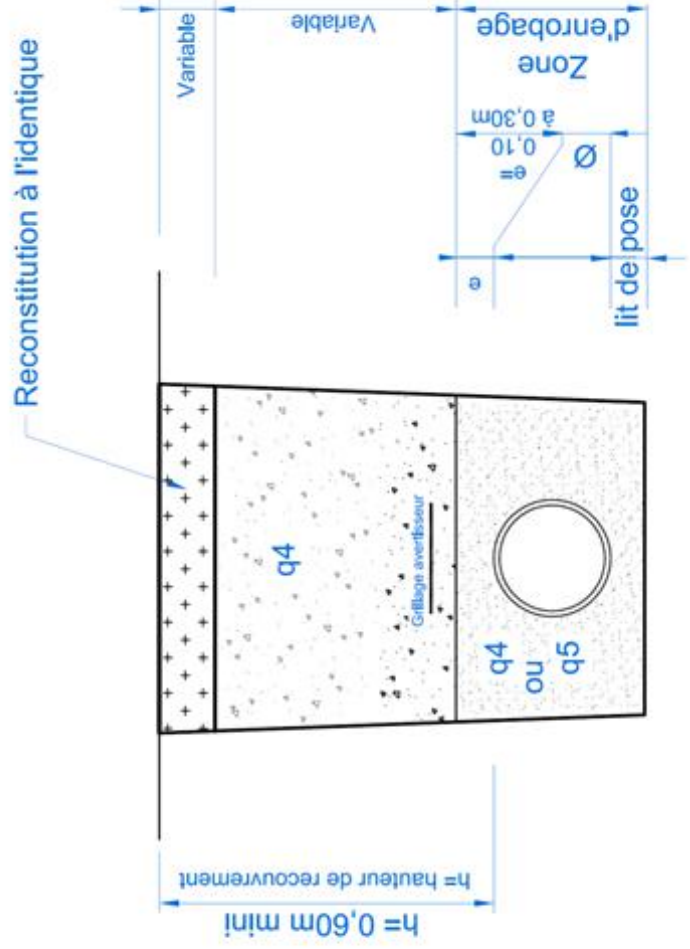 Reconstitution à l'identique
Variable
Variable
q4
Grillage avertisseur
q4
ou
q5
h= 0,60m mini
h= hauteur de recouvrement
e
e=
0,10
à 0,30m
Ø
Zone
d'enrobage
lit de pose